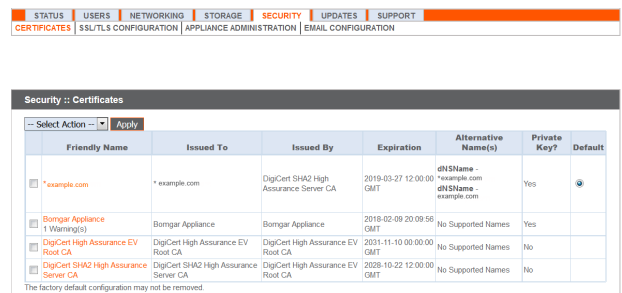 STATUS USERS NETWORKING STORAGE SECURITY UPDATES SUPPORT
CERTIFICATES SSL/TLS CONFIGURATION APPLIANCE ADMINISTRATION EMAIL CONFIGURATION
Security :: Certificates
-- Select Action -- Apply
Friendly Name Issued To Issued By Expiration Alternative Name(s) Private Key? Default
*example.com * example.com DigiCert SHA2 High Assurance Server CA 2019-03-27 12:00:00 GMT dNSName - *example.com dNSName - example.com Yes
Bomgar Appliance 1 Warning(s) Bomgar Appliance Bomgar Appliance 2018-02-09 20:09:56 GMT No Supported Names Yes
DigiCert High Assurance EV Root CA DigiCert High Assurance EV Root CA DigiCert High Assurance EV Root CA 2031-11-10 00:00:00 GMT No Supported Names No
DigiCert SHA2 High Assurance Server CA DigiCert SHA2 High Assurance Server CA DigiCert High Assurance EV Root CA 2028-10-22 12:00:00 GMT No Supported Names No
The factory default configuration may not be removed.